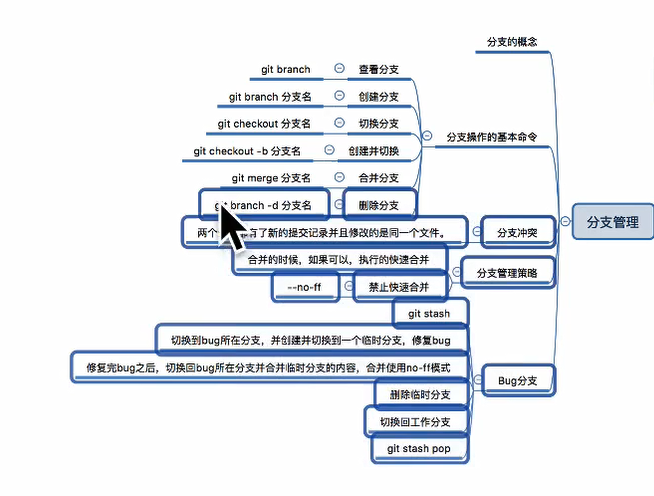 分支的概念
git branch 查看分支
git branch 分支名 创建分支
分支操作的基本命令
git checkout 分支名 切换分支
git checkout -b 分支名 创建并切换
git merge 分支名 合并分支
branch -d 分支名 删除分支
分支管理
两个 有了新的提交记录并且修改的是同一个文件。 分支冲突
合并的时候，如果可以，执行的快速合并
分支管理策略
--no-ff 禁止快速合并
git stash
切换到bug所在分支，并创建并切换到一个临时分支，修复bug
修复完bug之后，切换回bug所在分支并合并临时分支的内容，合并使用no-ff模式
Bug分支
删除临时分支
切换回工作分支
git stash pop